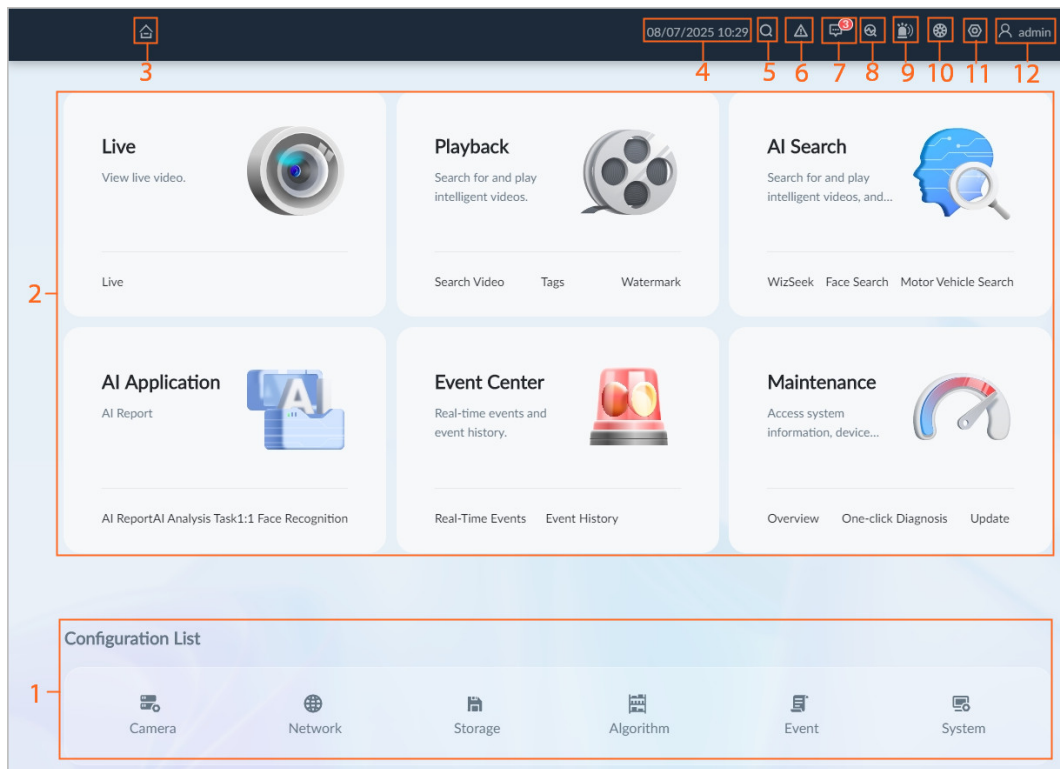 08/07/2025 10:29
3
admin
3
4
5
6
7
8
9
10
11
12
2
Live
View live video.
Live
Playback
Search for and play
intelligent videos.
Search Video Tags Watermark
AI Search
Search for and play
intelligent videos, and...
WizSeek Face Search Motor Vehicle Search
AI Application
AI Report
AI
AI ReportAI Analysis Task1:1 Face Recognition
Event Center
Real-time events and
event history.
Real-Time Events Event History
Maintenance
Access system
information, device...
Overview One-click Diagnosis Update
Configuration List
1
Camera
Network
Storage
Algorithm
Event
System